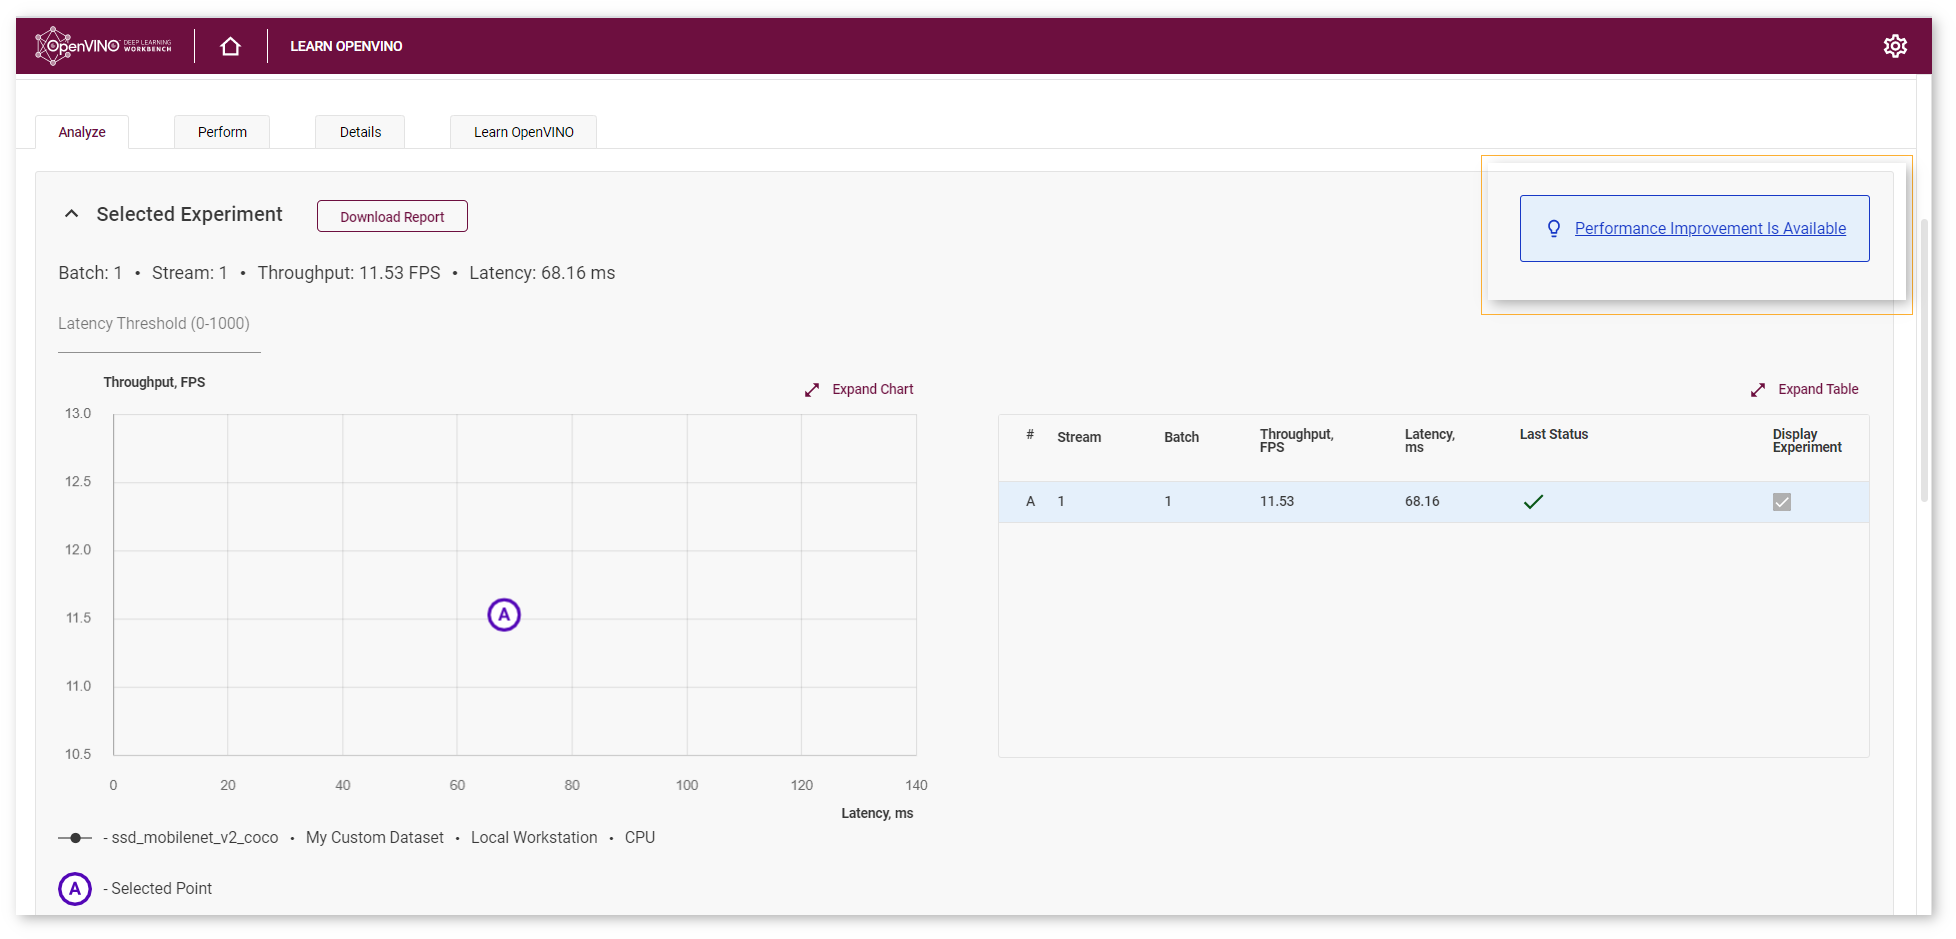 OpenVINO™ DEEP LEARNING WORKBENCH
LEARN OPENVINO
Analyze
Perform
Details
Learn OpenVINO
Selected Experiment
Download Report
Performance Improvement Is Available
Batch: 1 • Stream: 1 • Throughput: 11.53 FPS • Latency: 68.16 ms
Latency Threshold (0-1000)
Throughput, FPS
Expand Chart
13.0
12.5
12.0
11.5
11.0
10.5
A
0 20 40 60 80 100 120 140
Latency, ms
- ssd_mobilenet_v2_coco • My Custom Dataset • Local Workstation • CPU
A - Selected Point
Expand Table
# Stream Batch Throughput, FPS Latency, ms Last Status Display Experiment
A 1 1 11.53 68.16